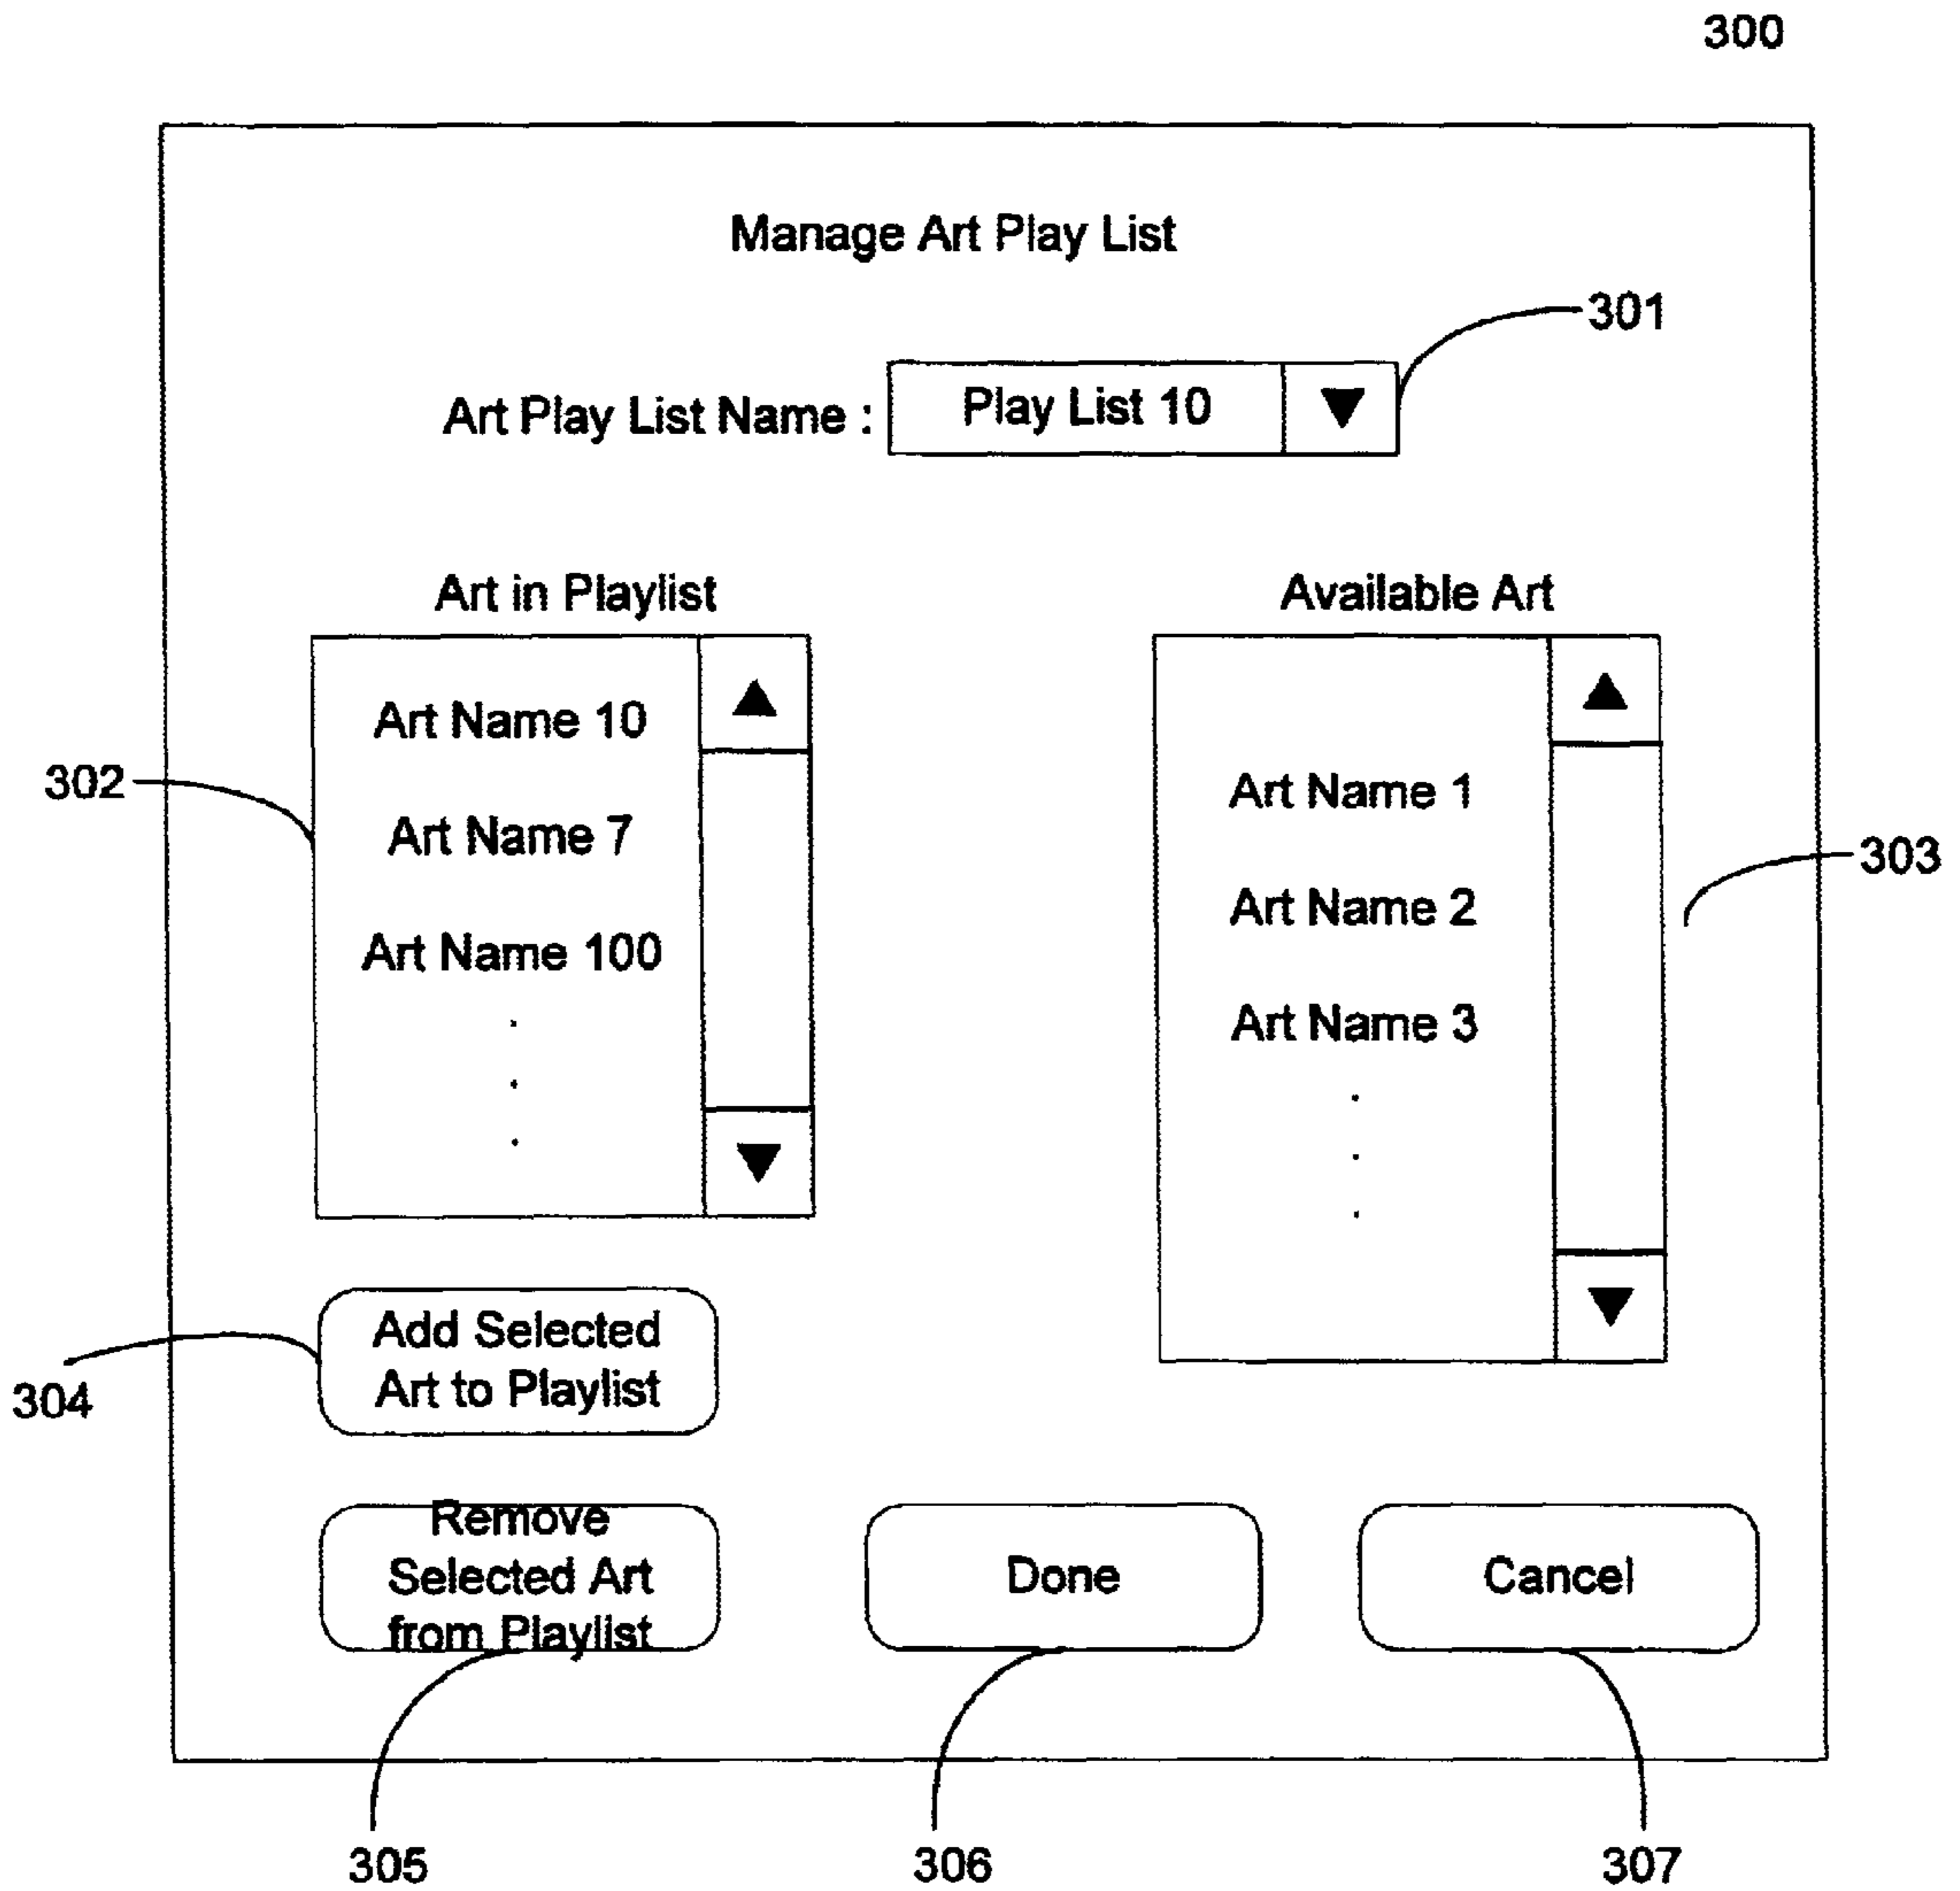 300
Manage Art Play List
301
Art Play List Name :
Play List 10
Art in Playlist
Available Art
Art Name 10
Art Name 7
Art Name 100
302
Art Name 1
Art Name 2
Art Name 3
303
Add Selected
Art to Playlist
304
Remove
Selected Art
from Playlist
Done
Cancel
305
306
307